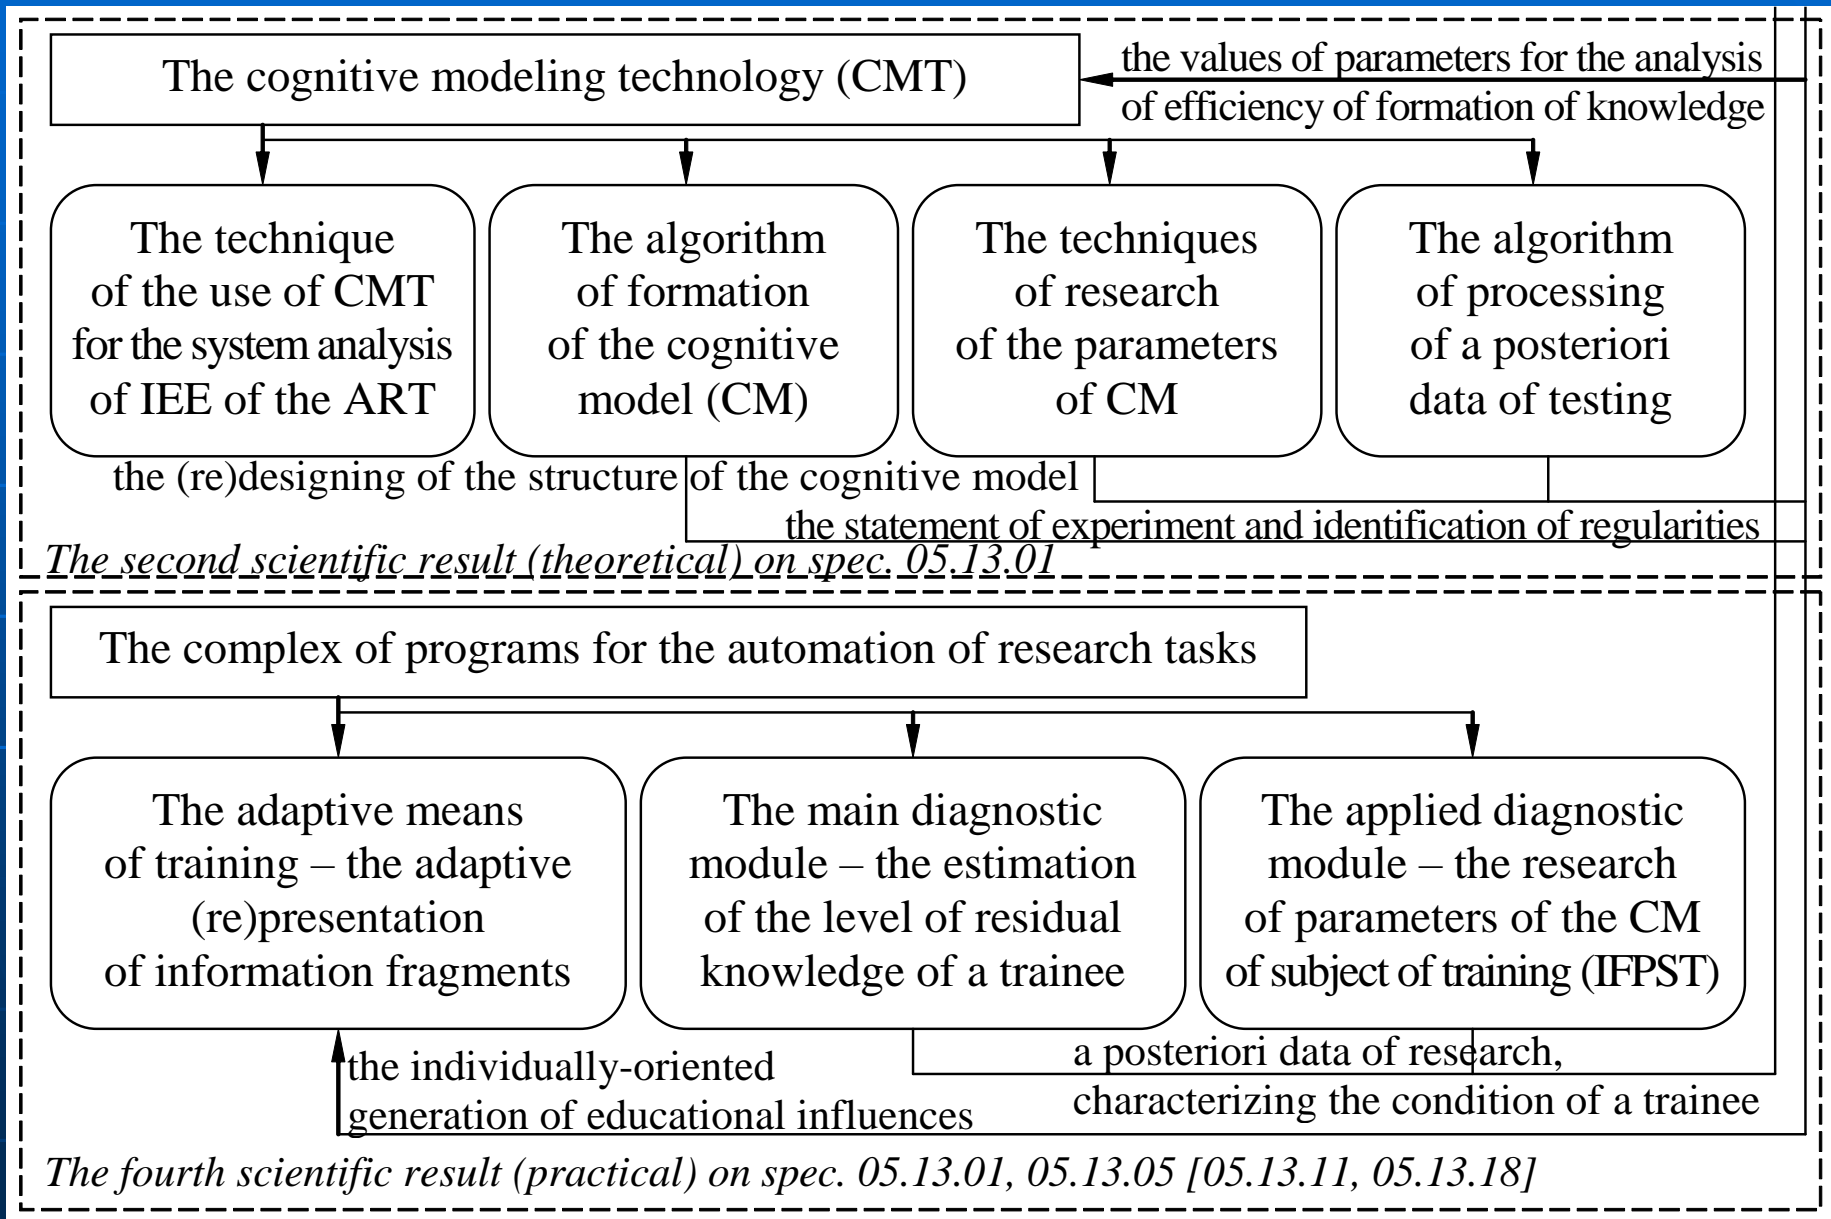 The cognitive modeling technology (CMT)
the values of parameters for the analysis
of efficiency of formation of knowledge
The technique
of the use of CMT
for the system analysis
of IEE of the ART
The algorithm
of formation
of the cognitive
model (CM)
The techniques
of research
of the parameters
of CM
The algorithm
of processing
of a posteriori
data of testing
the (re)designing of the structure of the cognitive model
the statement of experiment and identification of regularities
The second scientific result (theoretical) on spec. 05.13.01
The complex of programs for the automation of research tasks
The adaptive means
of training – the adaptive
(re)presentation
of information fragments
The main diagnostic
module – the estimation
of the level of residual
knowledge of a trainee
The applied diagnostic
module – the research
of parameters of the CM
of subject of training (IFPST)
the individually-oriented
generation of educational influences
a posteriori data of research,
characterizing the condition of a trainee
The fourth scientific result (practical) on spec. 05.13.01, 05.13.05 [05.13.11, 05.13.18]